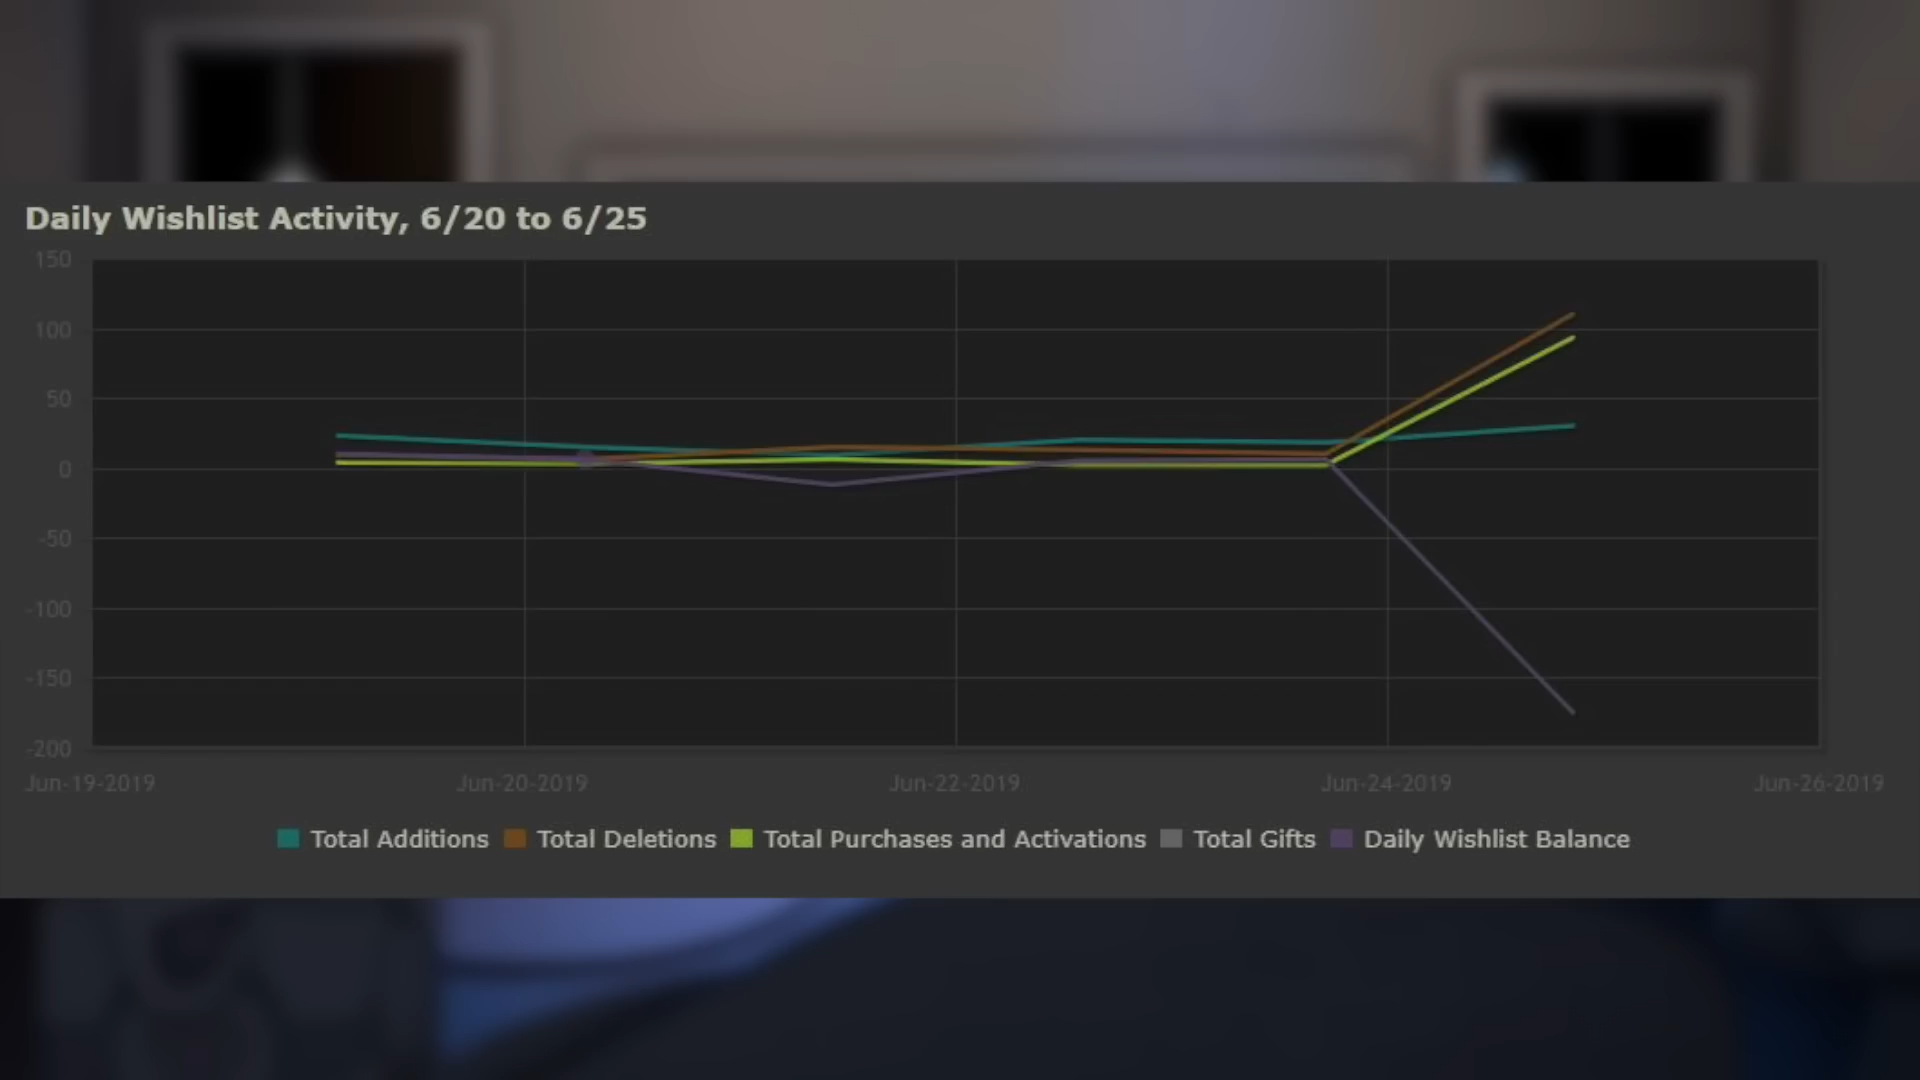 Daily Wishlist Activity, 6/20 to 6/25
150
100
50
0
-50
-100
-150
-200
Jun-19-2019 Jun-20-2019 Jun-22-2019 Jun-24-2019 Jun-26-2019
Total Additions Total Deletions Total Purchases and Activations Total Gifts Daily Wishlist Balance